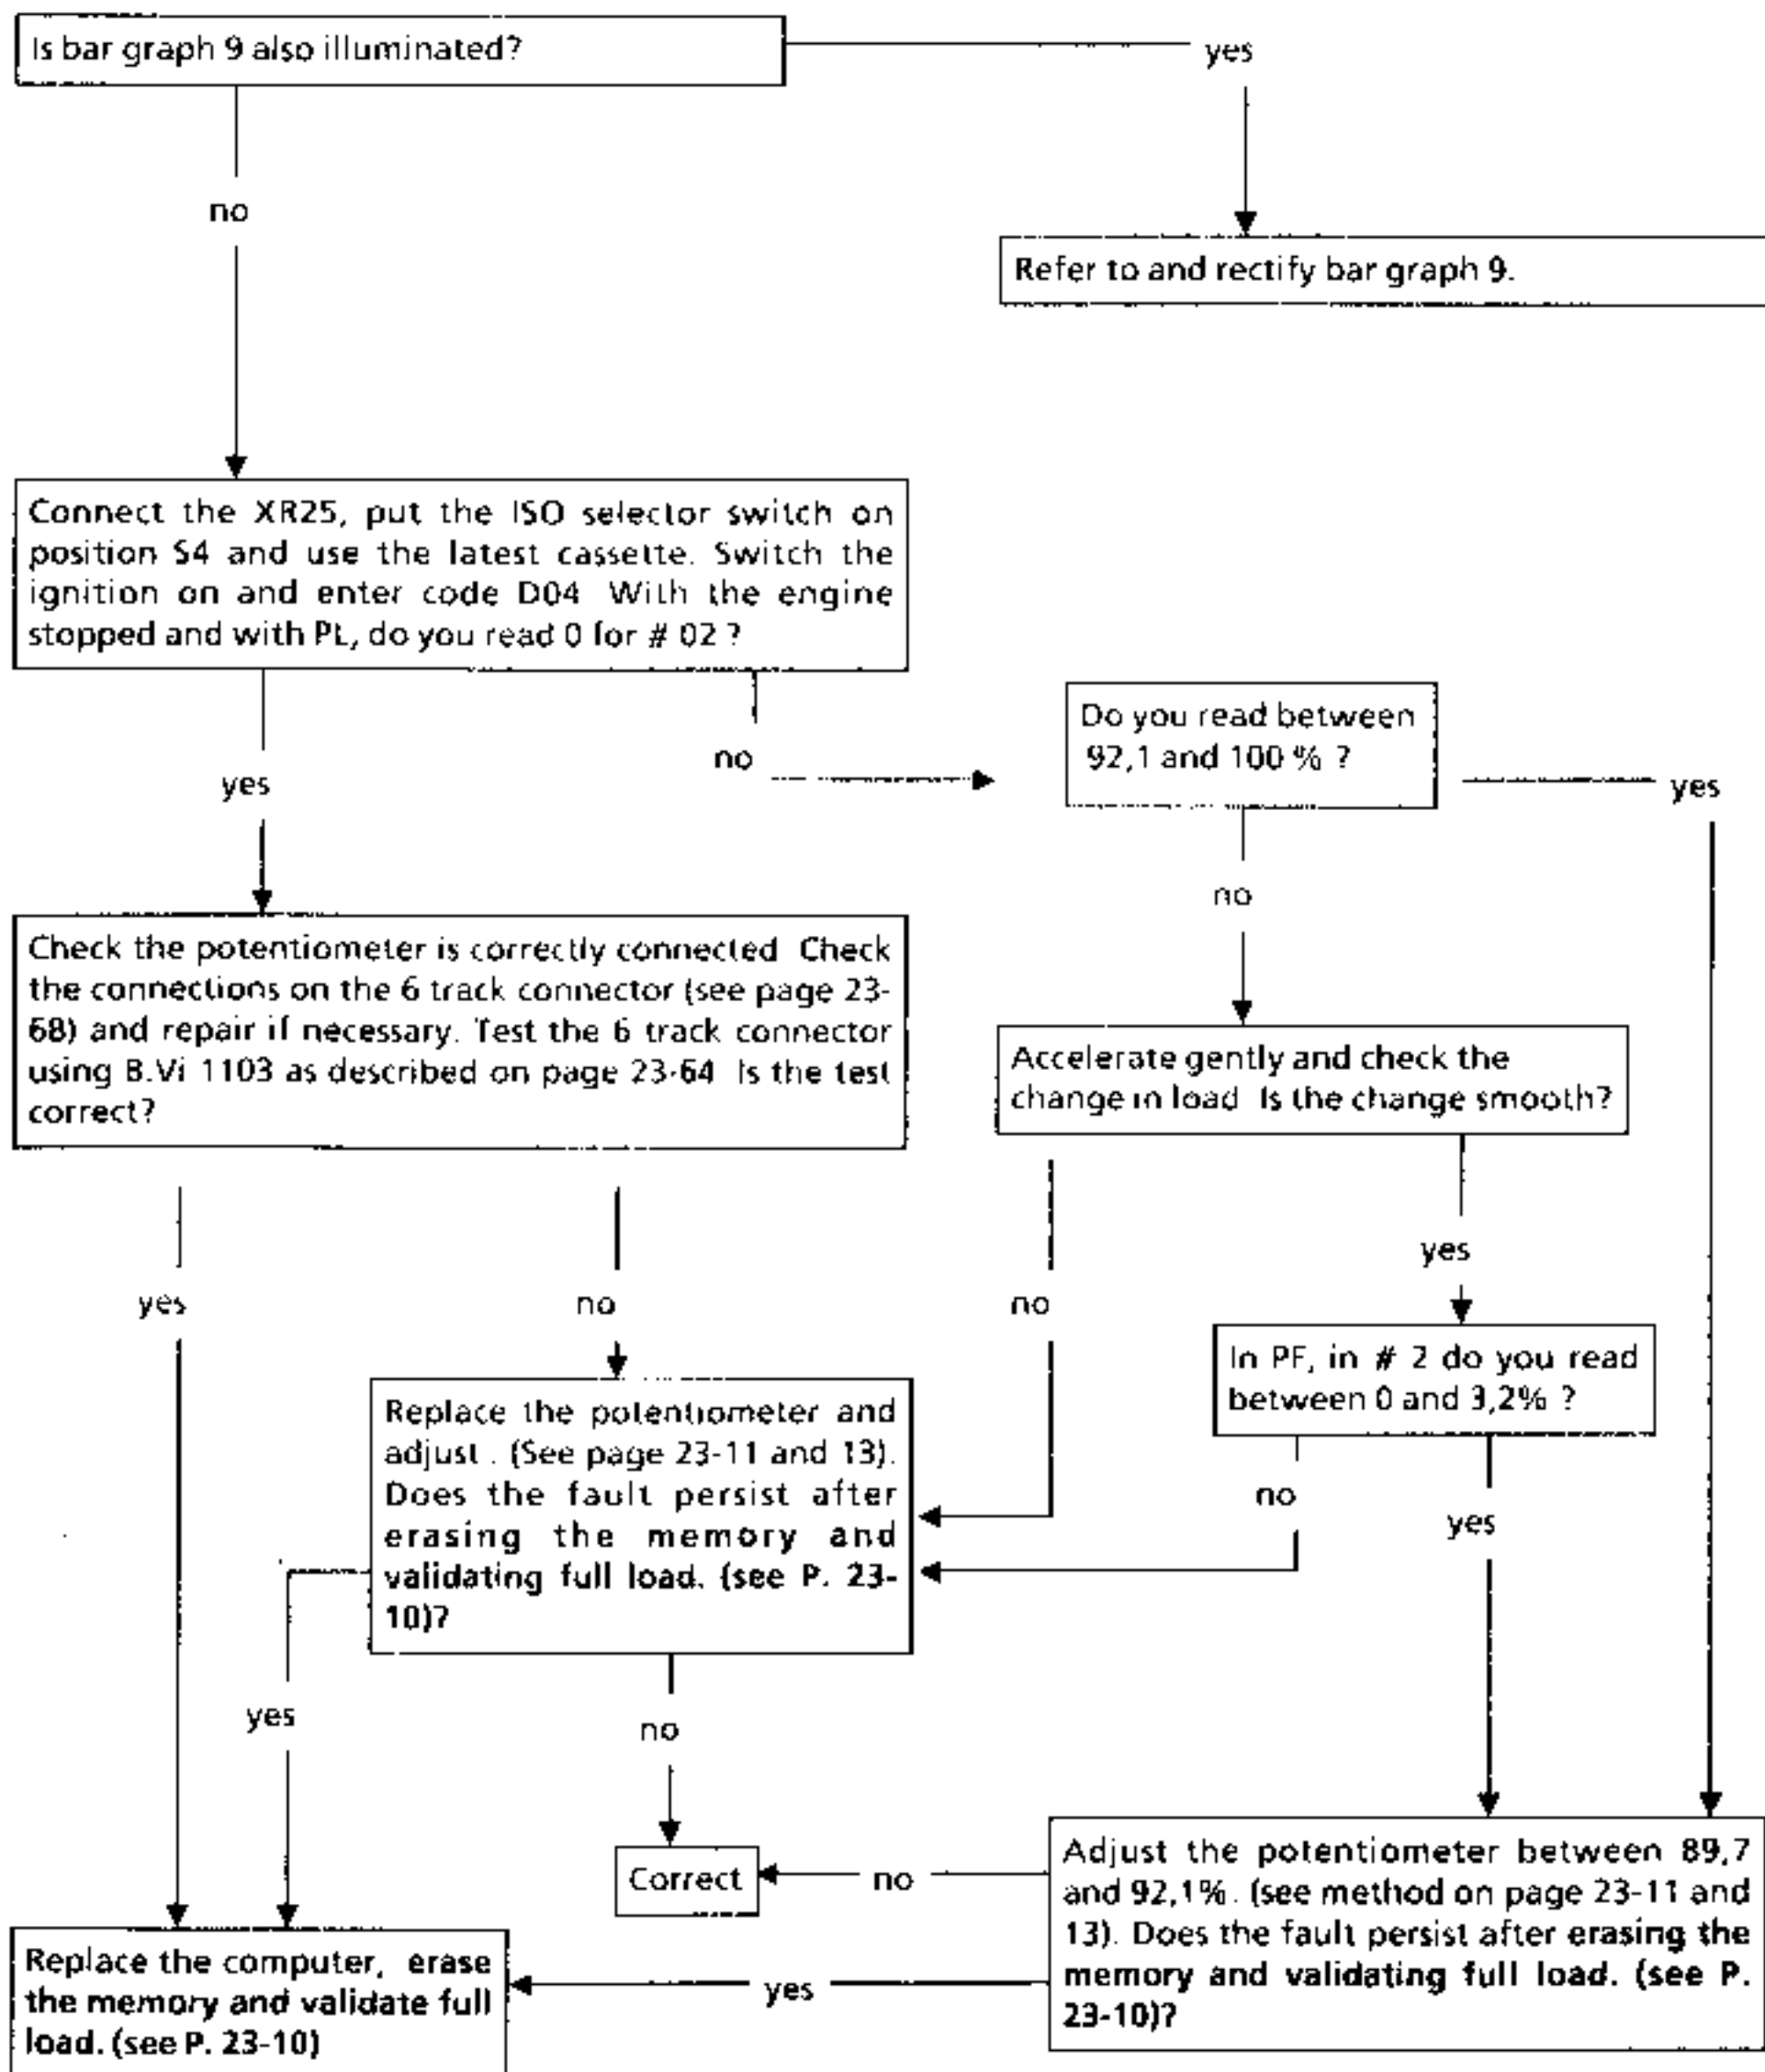 Is bar graph 9 also illuminated?
yes
no
Refer to and rectify bar graph 9.
Connect the XR25, put the ISO selector switch on
position S4 and use the latest cassette. Switch the
ignition on and enter code D04 With the engine
stopped and with PL, do you read 0 for # 02 ?
Do you read between
92,1 and 100 % ?
no
yes
yes
no
Check the potentiometer is correctly connected Check
the connections on the 6 track connector (see page 23-
68) and repair if necessary. Test the 6 track connector
using B.Vi 1103 as described on page 23-64 Is the test
correct?
Accelerate gently and check the
change in load Is the change smooth?
yes
yes
no
no
In PF, in # 2 do you read
between 0 and 3,2% ?
Replace the potentiometer and
adjust . (See page 23-11 and 13).
Does the fault persist after
erasing the memory and
validating full load. (see P. 23-
10)?
no
yes
yes
no
Correct
no
Adjust the potentiometer between 89,7
and 92,1%. (see method on page 23-11 and
13). Does the fault persist after erasing the
memory and validating full load. (see P.
23-10)?
yes
Replace the computer, erase
the memory and validate full
load. (see P. 23-10)